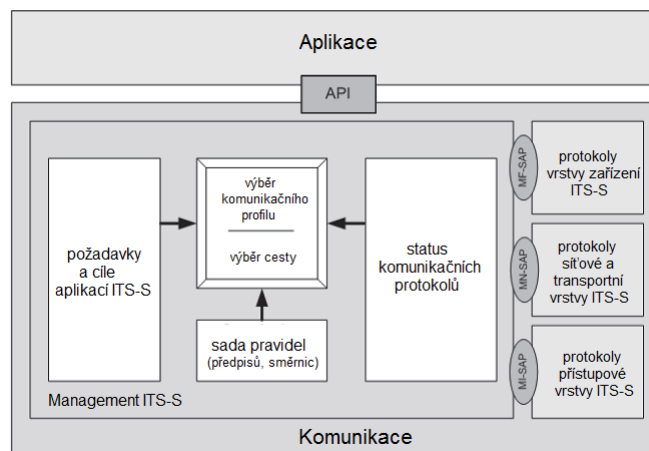 Aplikace
API
požadavky
a cíle
aplikací ITS-S
výběr
komunikačního
profilu
výběr cesty
sada pravidel
(předpisů, směrnic)
status
komunikačních
protokolů
Management ITS-S
MF-SAP
protokoly
vrstvy zařízení
ITS-S
MN-SAP
protokoly
síťové a
transportní
vrstvy ITS-S
MI-SAP
protokoly
přístupové
vrstvy ITS-S
Komunikace